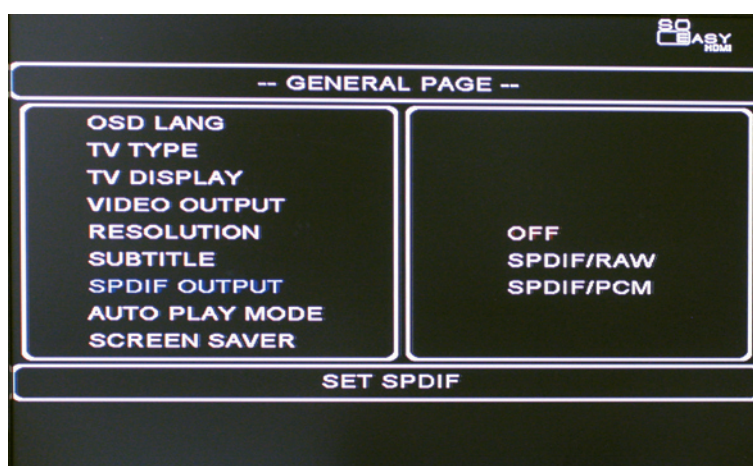 SO
EASY
HDMI
-- GENERAL PAGE --
OSD LANG
TV TYPE
TV DISPLAY
VIDEO OUTPUT
RESOLUTION
SUBTITLE
SPDIF OUTPUT
AUTO PLAY MODE
SCREEN SAVER
OFF
SPDIF/RAW
SPDIF/PCM
SET SPDIF